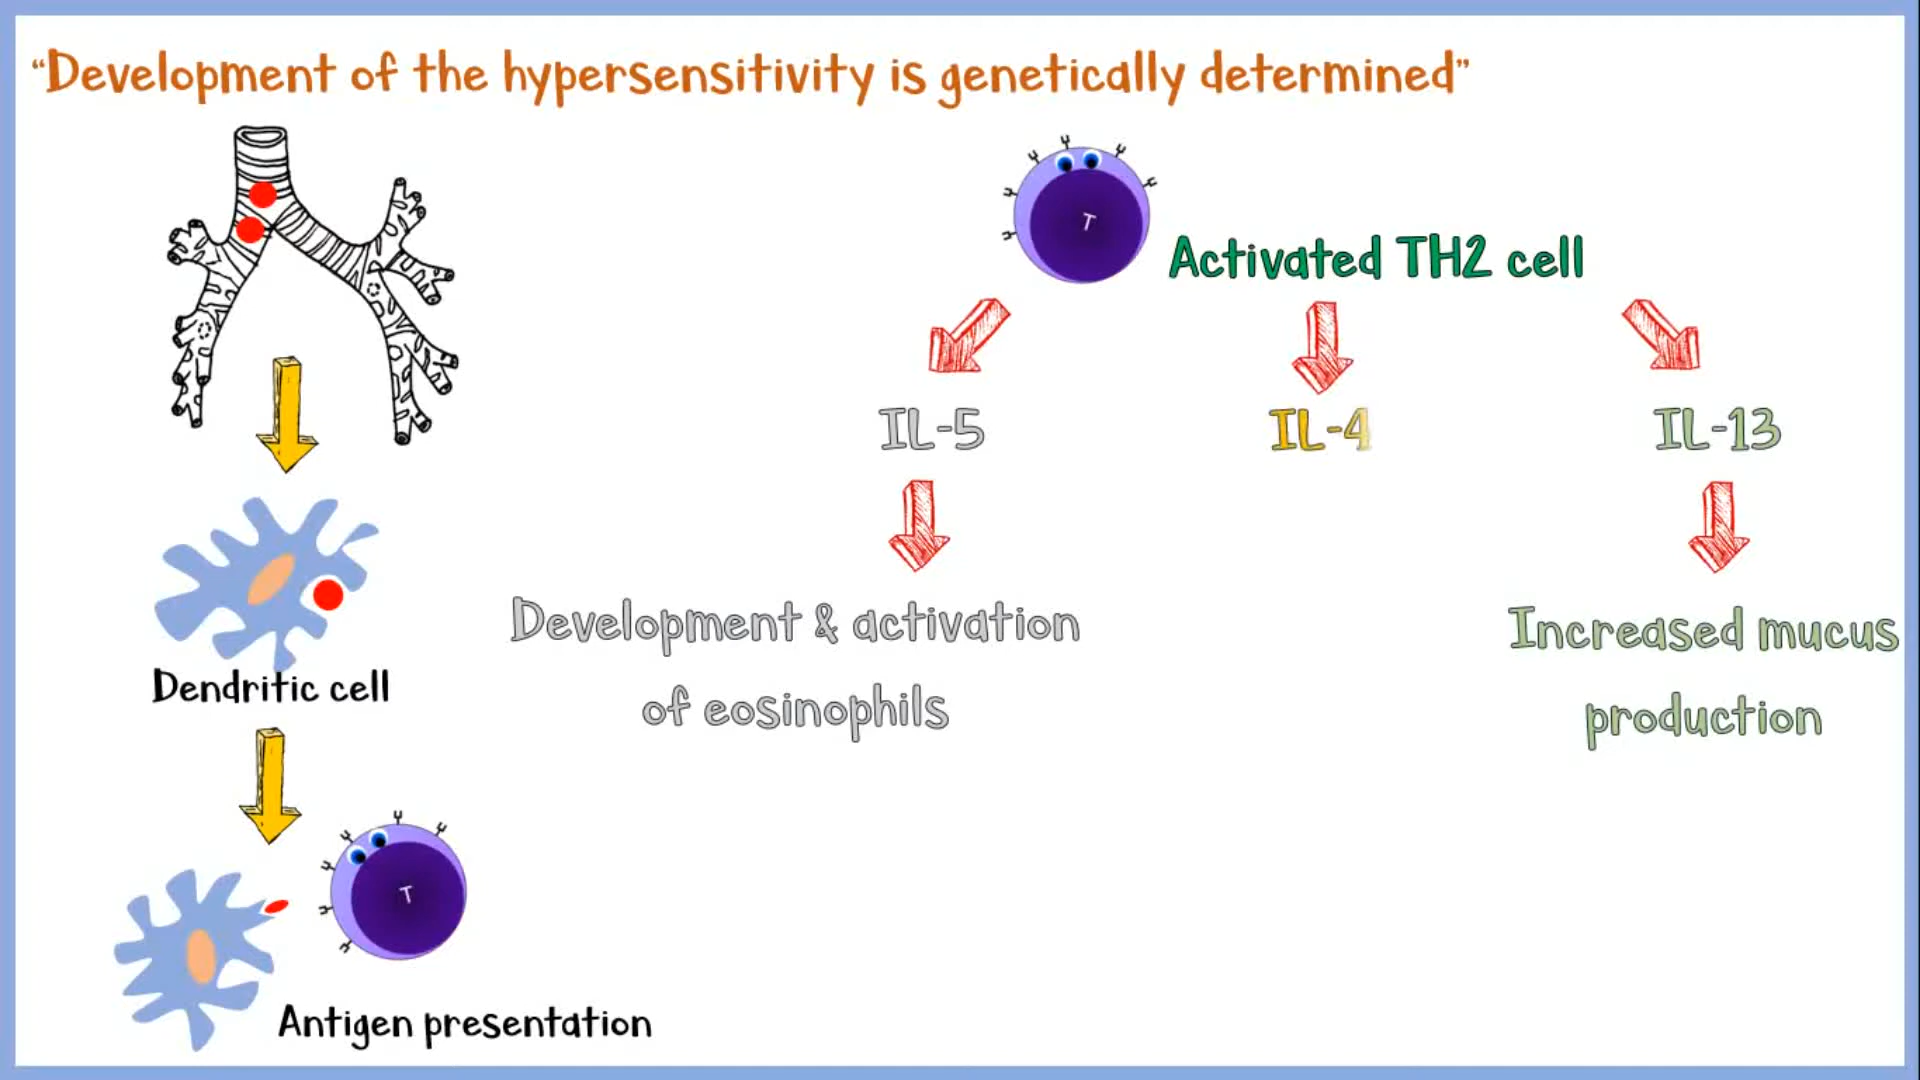 “Development of the hypersensitivity is genetically determined”
T
Activated TH2 cell
IL-5
IL-4
IL-13
Development & activation
of eosinophils
Increased mucus
production
Dendritic cell
T
Antigen presentation